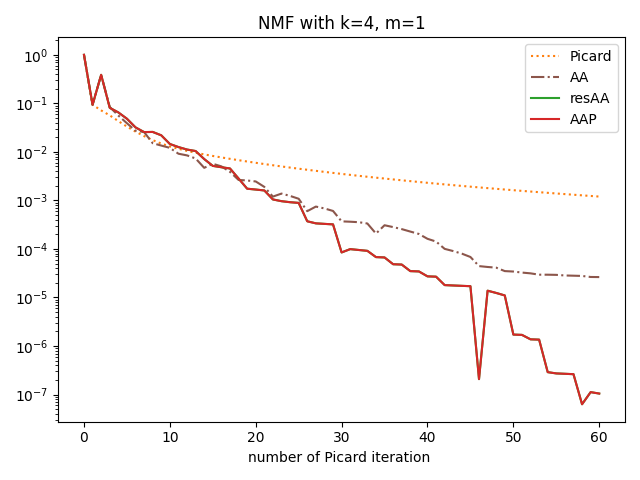 NMF with k=4, m=1
Picard
AA
resAA
AAP
10^0
10^-1
10^-2
10^-3
10^-4
10^-5
10^-6
10^-7
0 10 20 30 40 50 60
number of Picard iteration